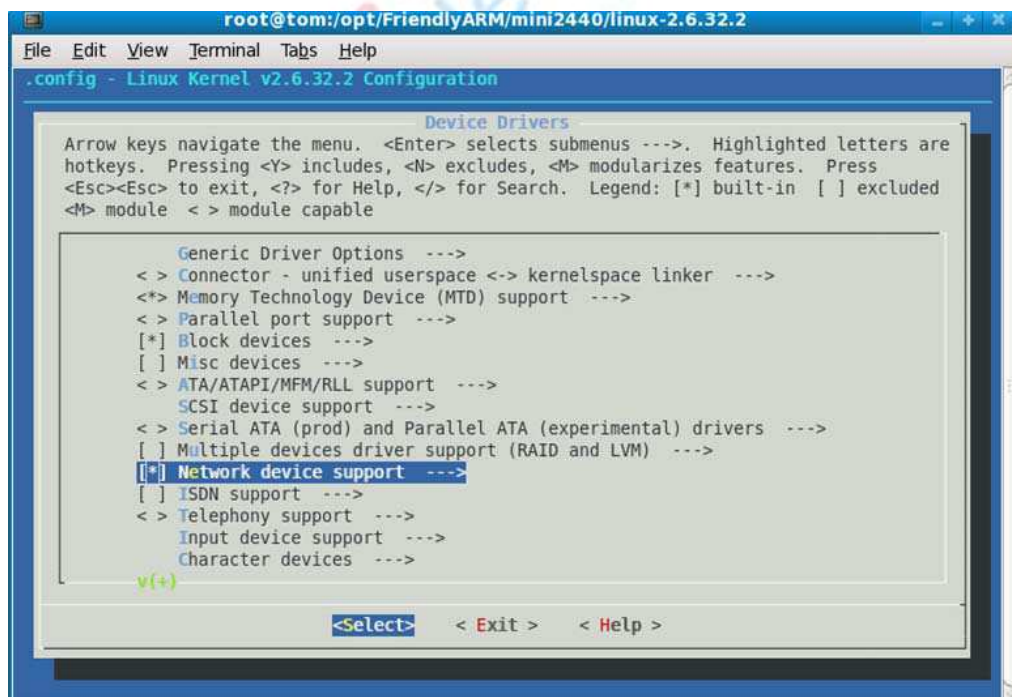 root@tom:/opt/FriendlyARM/mini2440/linux-2.6.32.2
File Edit View Terminal Tabs Help
.config - Linux Kernel v2.6.32.2 Configuration
Device Drivers
Arrow keys navigate the menu. <Enter> selects submenus --->. Highlighted letters are
hotkeys. Pressing <Y> includes, <N> excludes, <M> modularizes features. Press
<Esc><Esc> to exit, <?> for Help, </> for Search. Legend: [*] built-in [ ] excluded
<M> module < > module capable
Generic Driver Options --->
< > Connector - unified userspace <-> kernelspace linker --->
<*> Memory Technology Device (MTD) support --->
< > Parallel port support --->
[*] Block devices --->
[ ] Misc devices --->
< > ATA/ATAPI/MFM/RLL support --->
SCSI device support --->
< > Serial ATA (prod) and Parallel ATA (experimental) drivers --->
[ ] Multiple devices driver support (RAID and LVM) --->
[*] Network device support --->
[ ] ISDN support --->
< > Telephony support --->
Input device support --->
Character devices --->
v(+)
<Select> < Exit > < Help >